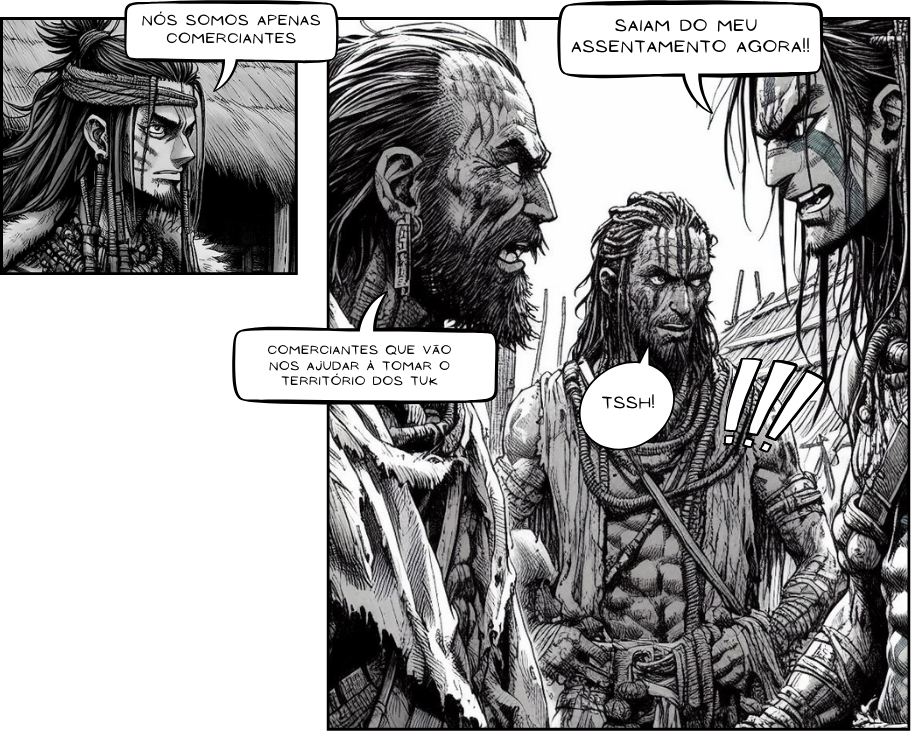 NÓS SOMOS APENAS
COMERCIANTES
SAIAM DO MEU
ASSENTAMENTO AGORA!!
COMERCIANTES QUE VÃO
NOS AJUDAR À TOMAR O
TERRITÓRIO DOS TUK
TSSH!
!!!